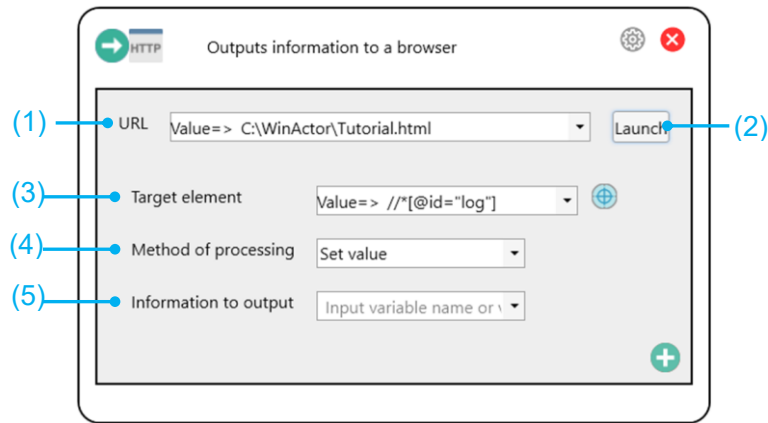 HTTP Outputs information to a browser
(1) URL Value=> C:\WinActor\Tutorial.html Launch (2)
(3) Target element Value=> //*[@id="log"]
(4) Method of processing Set value
(5) Information to output Input variable name or